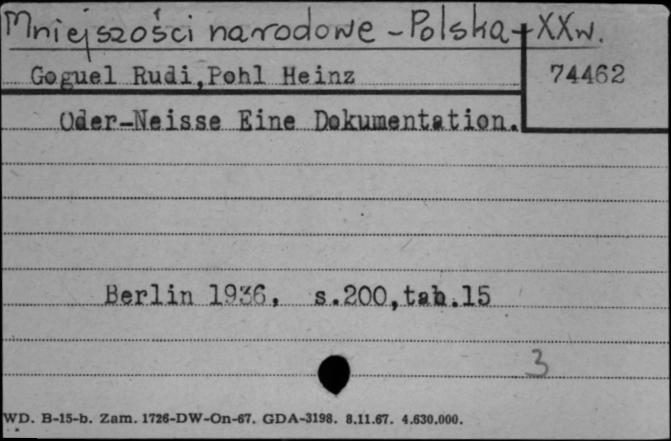 Mniejszości narodowe - Polska - XXw.
Goguel Rudi,Pohl Heinz
74462
Oder-Neisse Eine Dokumentation.
Berlin s.200,tab.15
3
WD. B-15-b. Zam. 1726-DW-On-67. GDA-3198. 8.11.67. 4.630.000.